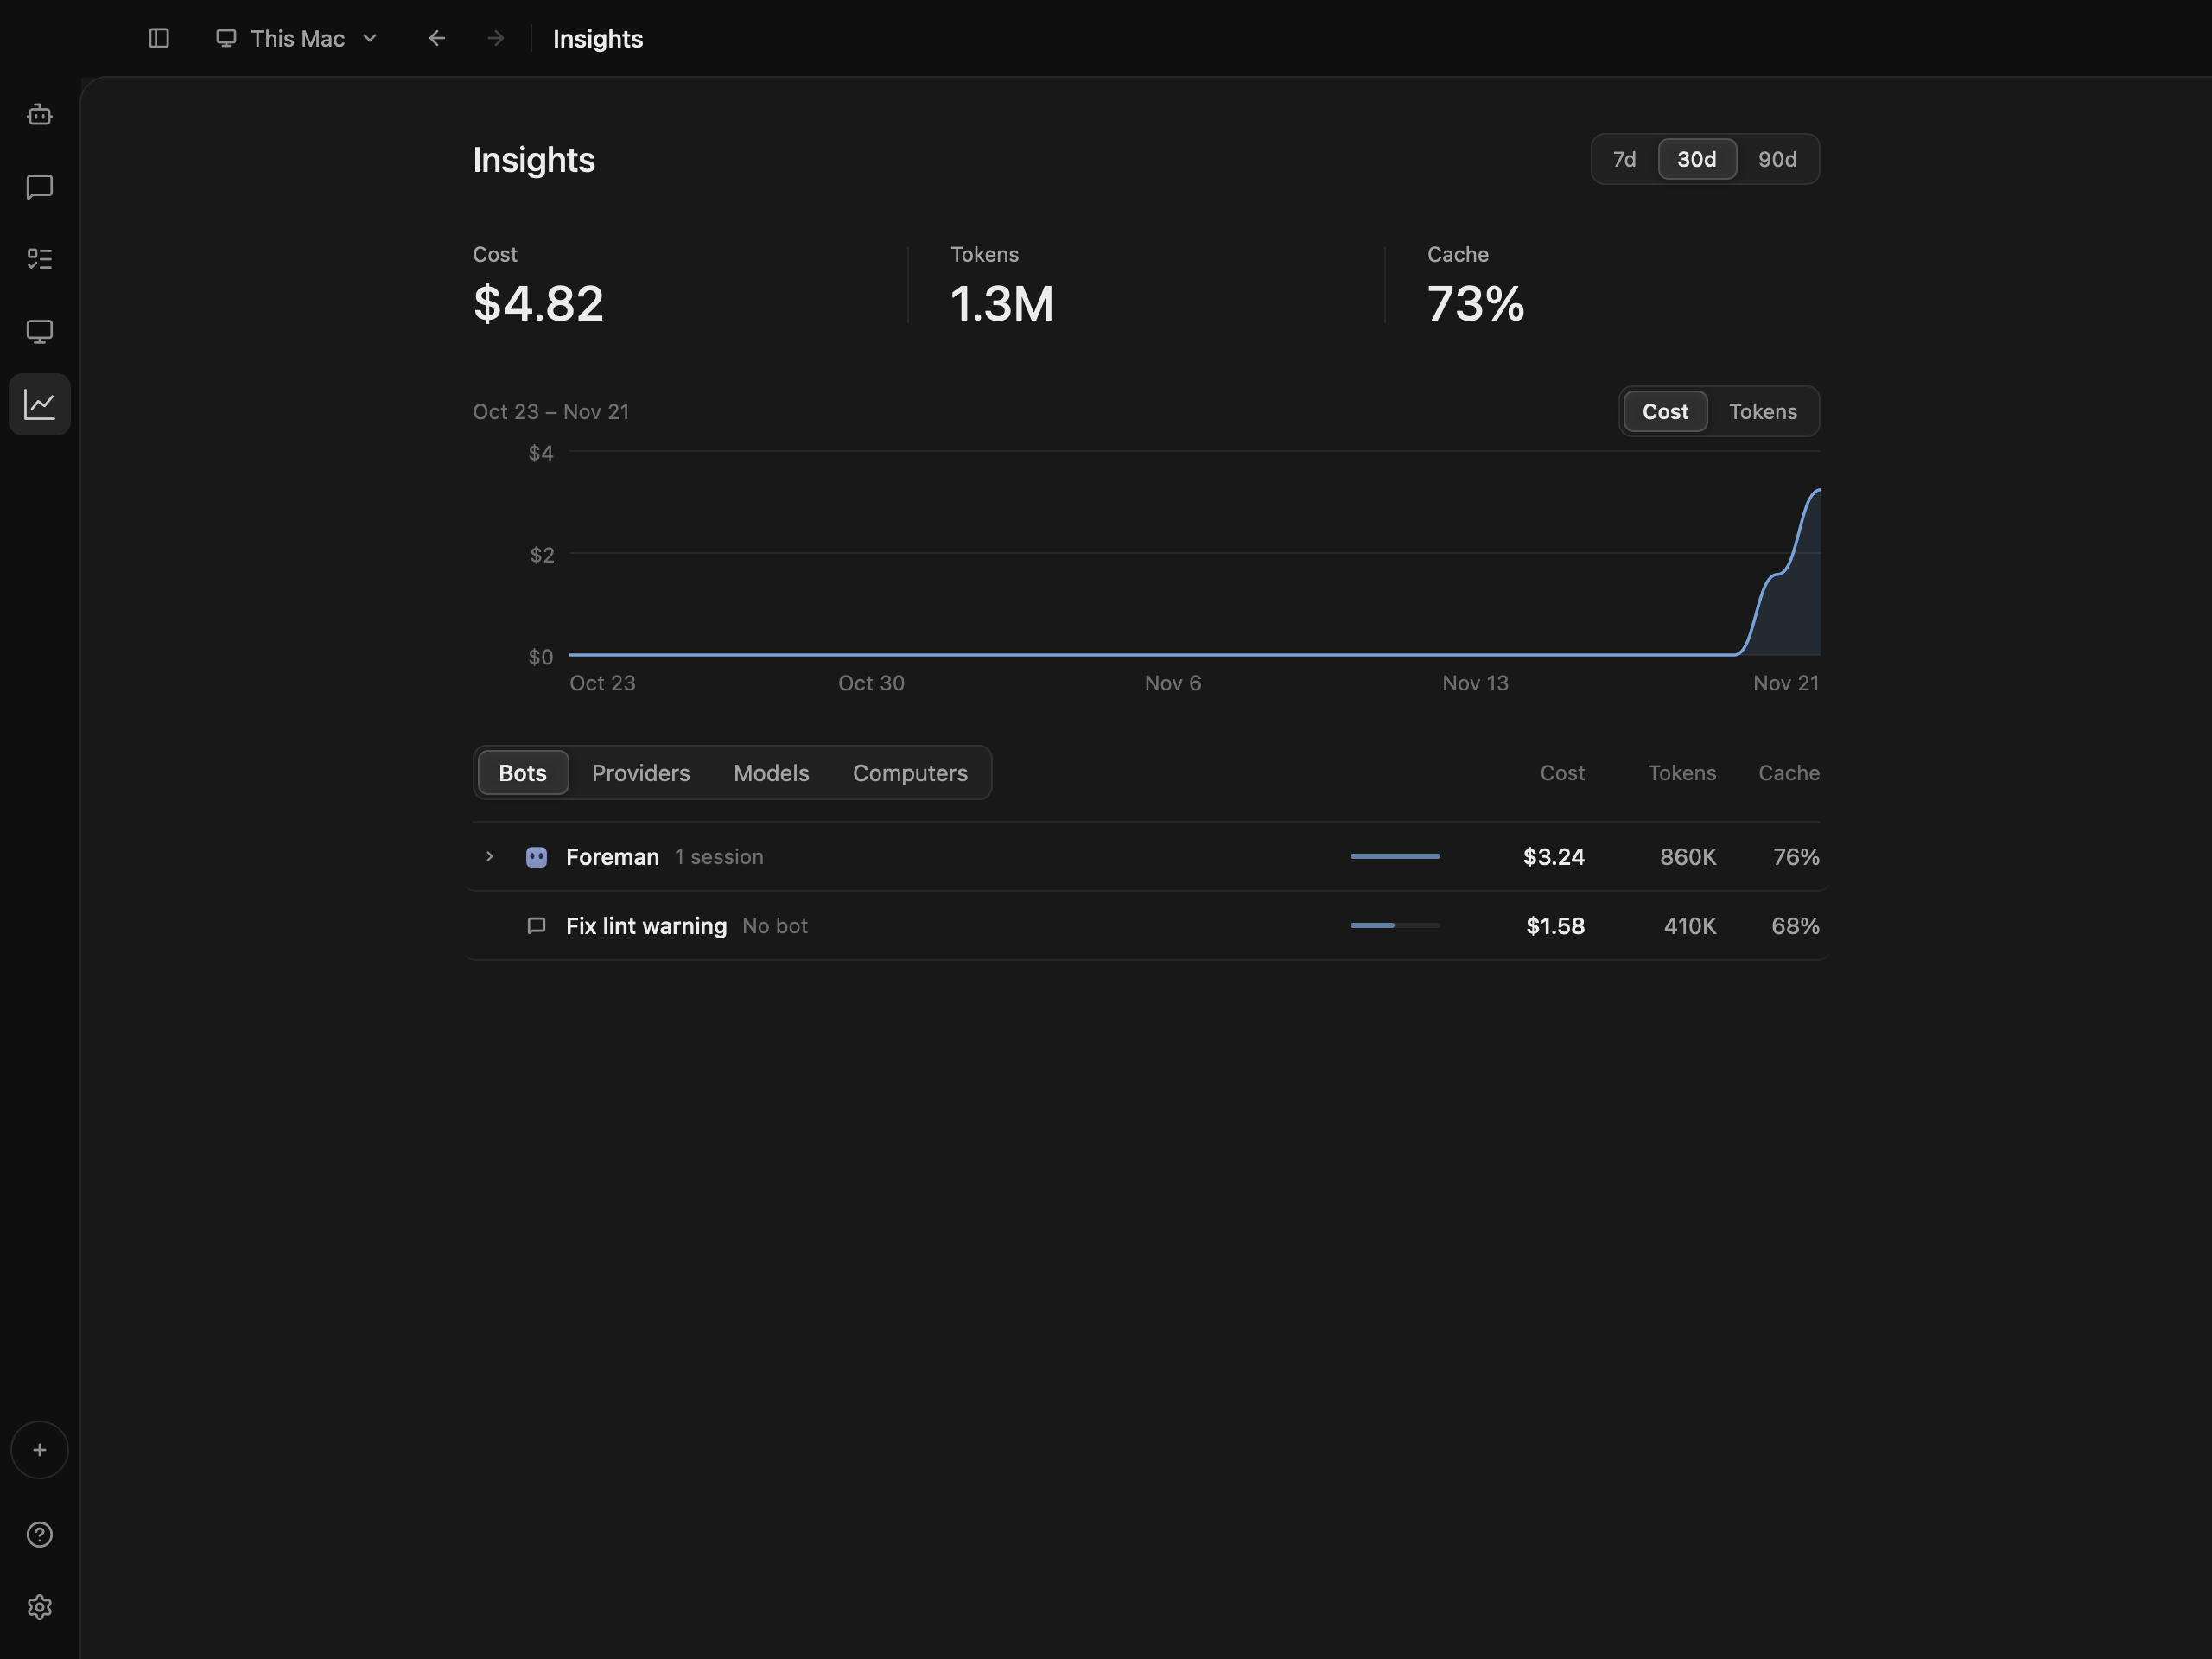 This Mac Insights
Insights
7d 30d 90d
Cost Tokens Cache
$4.82 1.3M 73%
Oct 23 – Nov 21
Cost Tokens
$4
$2
$0
Oct 23 Oct 30 Nov 6 Nov 13 Nov 21
Bots Providers Models Computers Cost Tokens Cache
Foreman 1 session $3.24 860K 76%
Fix lint warning No bot $1.58 410K 68%